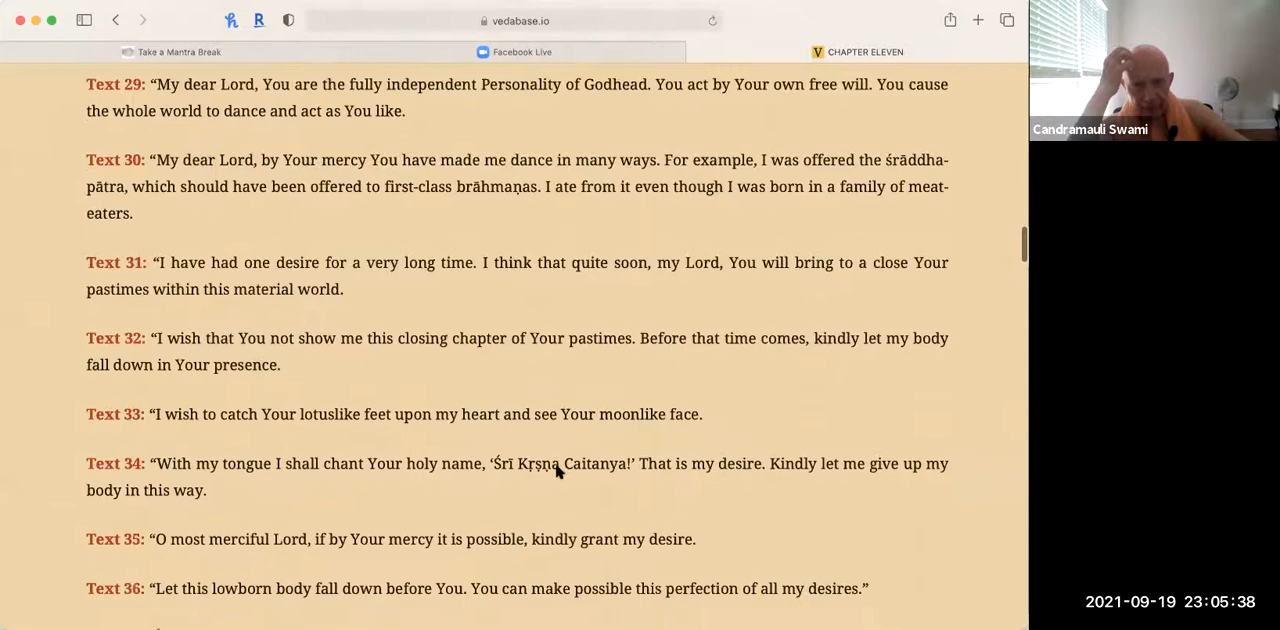 vedabase.io
Take a Mantra Break
Facebook Live
CHAPTER ELEVEN
Text 29: “My dear Lord, You are the fully independent Personality of Godhead. You act by Your own free will. You cause
the whole world to dance and act as You like.
Text 30: “My dear Lord, by Your mercy You have made me dance in many ways. For example, I was offered the śrāddha-
pātra, which should have been offered to first-class brāhmaṇas. I ate from it even though I was born in a family of meat-
eaters.
Text 31: “I have had one desire for a very long time. I think that quite soon, my Lord, You will bring to a close Your
pastimes within this material world.
Text 32: “I wish that You not show me this closing chapter of Your pastimes. Before that time comes, kindly let my body
fall down in Your presence.
Text 33: “I wish to catch Your lotuslike feet upon my heart and see Your moonlike face.
Text 34: “With my tongue I shall chant Your holy name, ‘Śrī Kṛṣṇa Caitanya!’ That is my desire. Kindly let me give up my
body in this way.
Text 35: “O most merciful Lord, if by Your mercy it is possible, kindly grant my desire.
Text 36: “Let this lowborn body fall down before You. You can make possible this perfection of all my desires.”
Candramauli Swami
2021-09-19 23:05:38